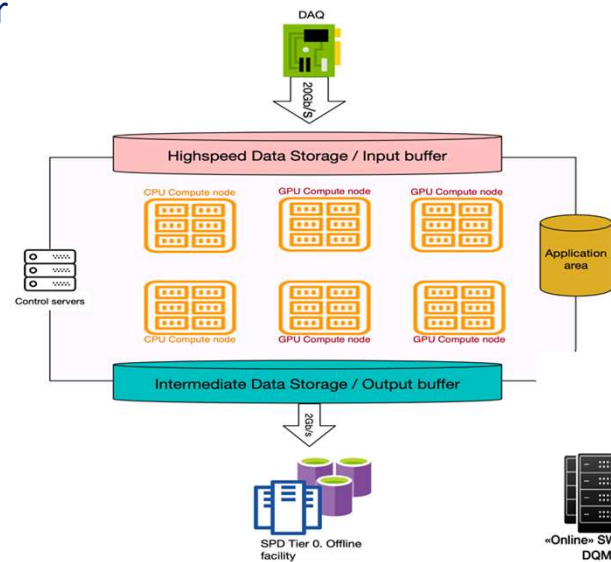 r
DAQ
20Gb/s
Highspeed Data Storage / Input buffer
CPU Compute node
GPU Compute node
GPU Compute node
Application
area
Control servers
CPU Compute node
GPU Compute node
GPU Compute node
Intermediate Data Storage / Output buffer
2Gb/s
SPD Tier 0. Offline
facility
«Online» SW
DQM